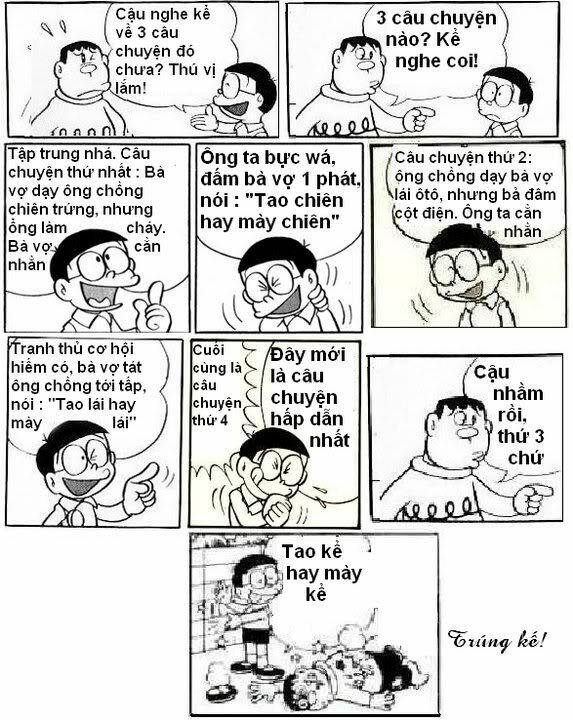 Cậu nghe kể
về 3 câu
chuyện đó
chưa? Thú vị
lắm!
3 câu chuyện
nào? Kể
nghe coi!
Tập trung nhá. Câu
chuyện thứ nhất : Bà
vợ dạy ông chồng
chiên trứng, nhưng
ổng làm cháy.
Bà vợ cằn
nhằn
Ông ta bực wá,
đấm bà vợ 1 phát,
nói : "Tao chiên
hay mày chiên"
Câu chuyện thứ 2:
ông chồng dạy bà vợ
lái ôtô, nhưng bả đâm
cột điện. Ông ta cằn
nhằn
Tranh thủ cơ hội
hiếm có, bà vợ tát
ông chồng tới tấp,
nói : "Tao lái hay
mày lái"
Cuối
cùng là
câu
chuyện
thứ 4
Đây mới
là câu
chuyện
hấp dẫn
nhất
Cậu
nhầm
rồi,
thứ 3
chứ
Tao kể
hay mày
kể
Trúng kế!